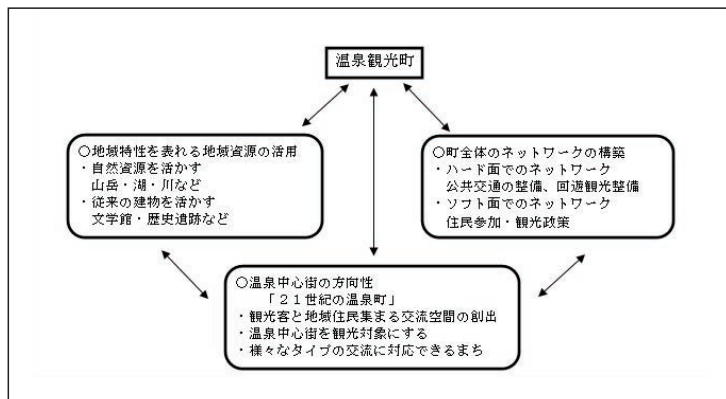 温泉観光町
○地域特性を表れる地域資源の活用
・自然資源を活かす
山岳・湖・川など
・従来の建物を活かす
文学館・歴史遺跡など
○町全体のネットワークの構築
・ハード面でのネットワーク
公共交通の整備、回遊観光整備
・ソフト面でのネットワーク
住民参加・観光政策
○温泉中心街の方向性
「２１世紀の温泉町」
・観光客と地域住民集まる交流空間の創出
・温泉中心街を観光対象にする
・様々なタイプの交流に対応できるまち